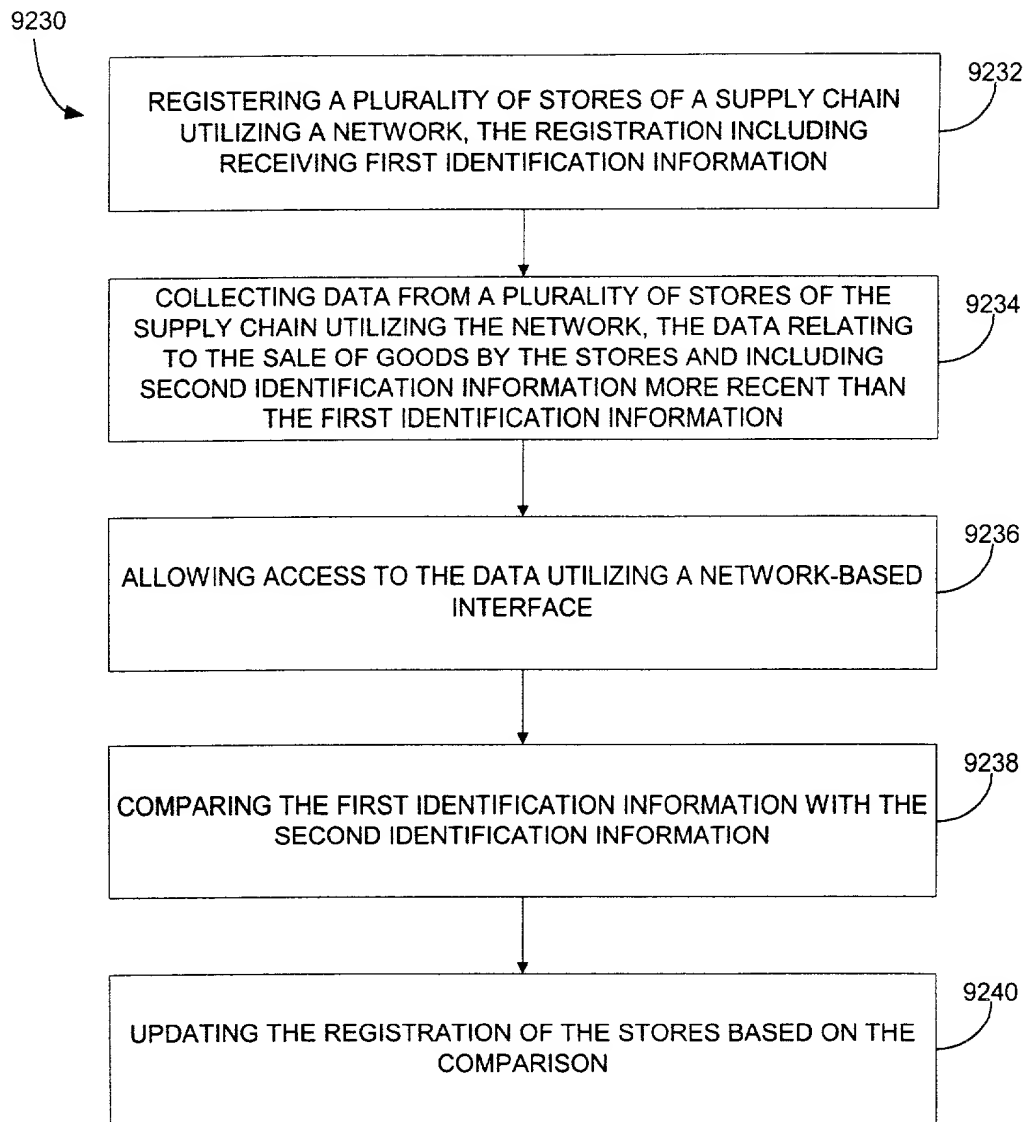 9230
9232
REGISTERING A PLURALITY OF STORES OF A SUPPLY CHAIN
UTILIZING A NETWORK, THE REGISTRATION INCLUDING
RECEIVING FIRST IDENTIFICATION INFORMATION
9234
COLLECTING DATA FROM A PLURALITY OF STORES OF THE
SUPPLY CHAIN UTILIZING THE NETWORK, THE DATA RELATING
TO THE SALE OF GOODS BY THE STORES AND INCLUDING
SECOND IDENTIFICATION INFORMATION MORE RECENT THAN
THE FIRST IDENTIFICATION INFORMATION
9236
ALLOWING ACCESS TO THE DATA UTILIZING A NETWORK-BASED
INTERFACE
9238
COMPARING THE FIRST IDENTIFICATION INFORMATION WITH THE
SECOND IDENTIFICATION INFORMATION
9240
UPDATING THE REGISTRATION OF THE STORES BASED ON THE
COMPARISON